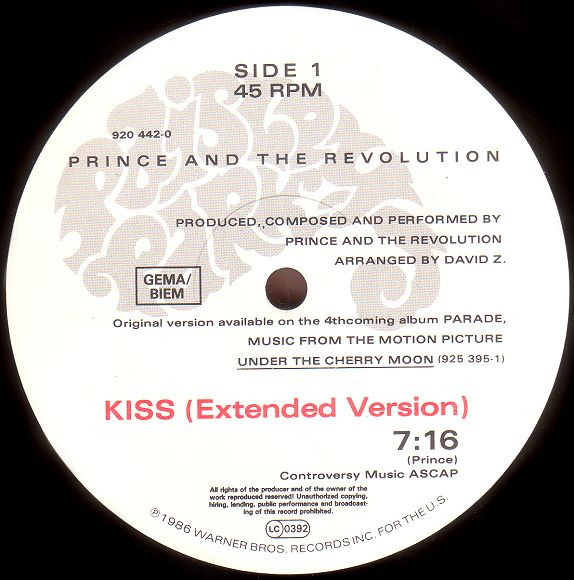 SIDE 1
45 RPM
920 442-0
PAISLEY
PARK
PRINCE AND THE REVOLUTION
PRODUCED, COMPOSED AND PERFORMED BY
PRINCE AND THE REVOLUTION
ARRANGED BY DAVID Z.
GEMA/
BIEM
Original version available on the 4thcoming album PARADE,
MUSIC FROM THE MOTION PICTURE
UNDER THE CHERRY MOON (925 395-1)
KISS (Extended Version)
7:16
(Prince)
Controversy Music ASCAP
All rights of the producer and of the owner of the
work reproduced reserved! Unauthorized copying,
hiring, lending, public performance and broadcast-
ing of this record prohibited.
LC 0392
℗ 1986 WARNER BROS. RECORDS INC. FOR THE U.S.